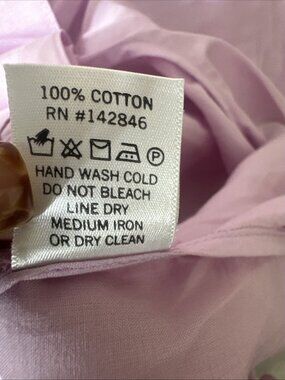 100% COTTON
RN #142846
P
HAND WASH COLD
DO NOT BLEACH
LINE DRY
MEDIUM IRON
OR DRY CLEAN